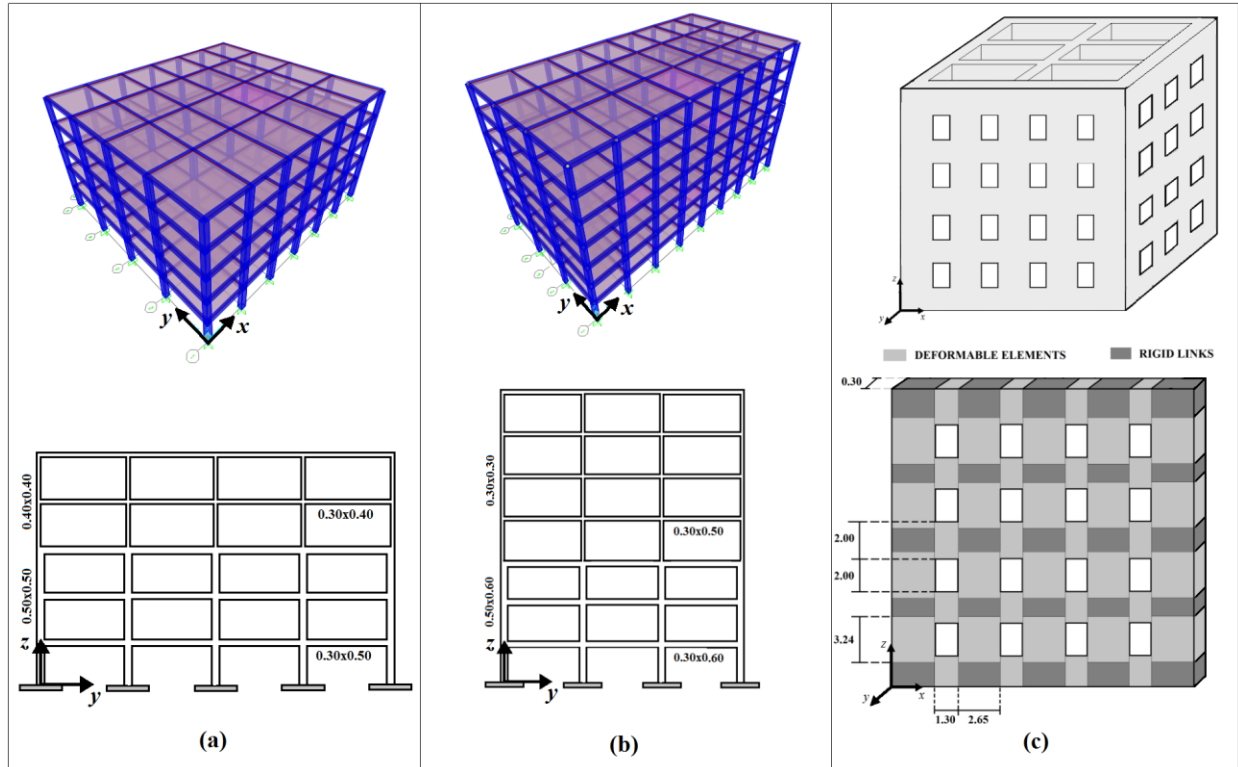 y
x
0.40x0.40
0.30x0.40
0.50x0.50
z
0.30x0.50
y
(a)
y
x
0.30x0.30
0.30x0.50
0.50x0.60
z
0.30x0.60
y
(b)
z
y
x
DEFORMABLE ELEMENTS
RIGID LINKS
0.30
2.00
2.00
3.24
z
y
x
1.30
2.65
(c)